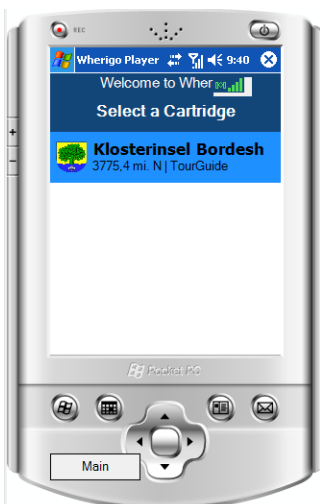 REC
Wherigo Player 9:40
Welcome to Wher
Select a Cartridge
Klosterinsel Bordesh
3775,4 mi. N | TourGuide
Pocket PC
Main